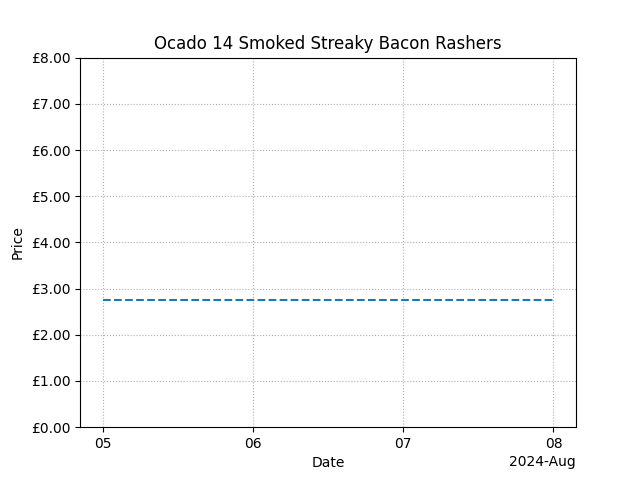 Ocado 14 Smoked Streaky Bacon Rashers
£8.00
£7.00
£6.00
£5.00
£4.00
£3.00
£2.00
£1.00
£0.00
Price
05 06 07 08
Date
2024-Aug